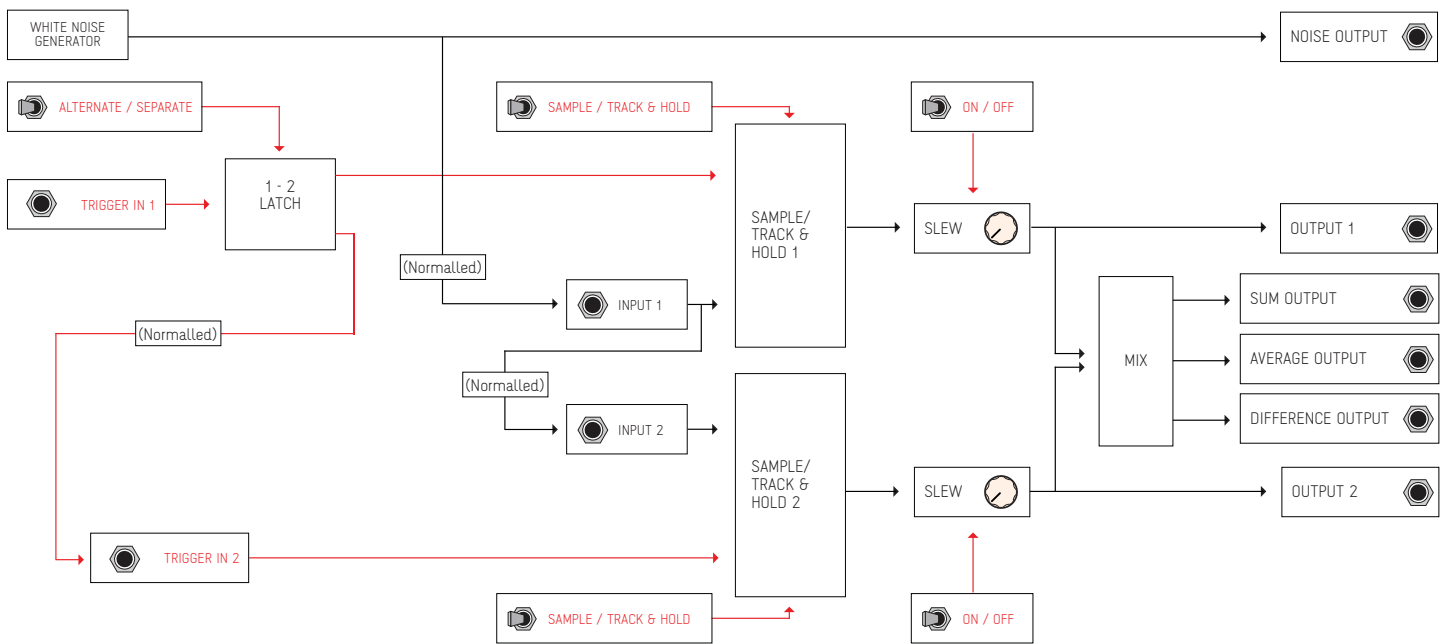 WHITE NOISE
GENERATOR
NOISE OUTPUT
ALTERNATE / SEPARATE
SAMPLE / TRACK & HOLD
ON / OFF
TRIGGER IN 1
1 - 2
LATCH
SAMPLE/
TRACK &
HOLD 1
SLEW
OUTPUT 1
(Normalled)
INPUT 1
SUM OUTPUT
(Normalled)
MIX
AVERAGE OUTPUT
(Normalled)
INPUT 2
DIFFERENCE OUTPUT
SAMPLE/
TRACK &
HOLD 2
SLEW
OUTPUT 2
TRIGGER IN 2
SAMPLE / TRACK & HOLD
ON / OFF